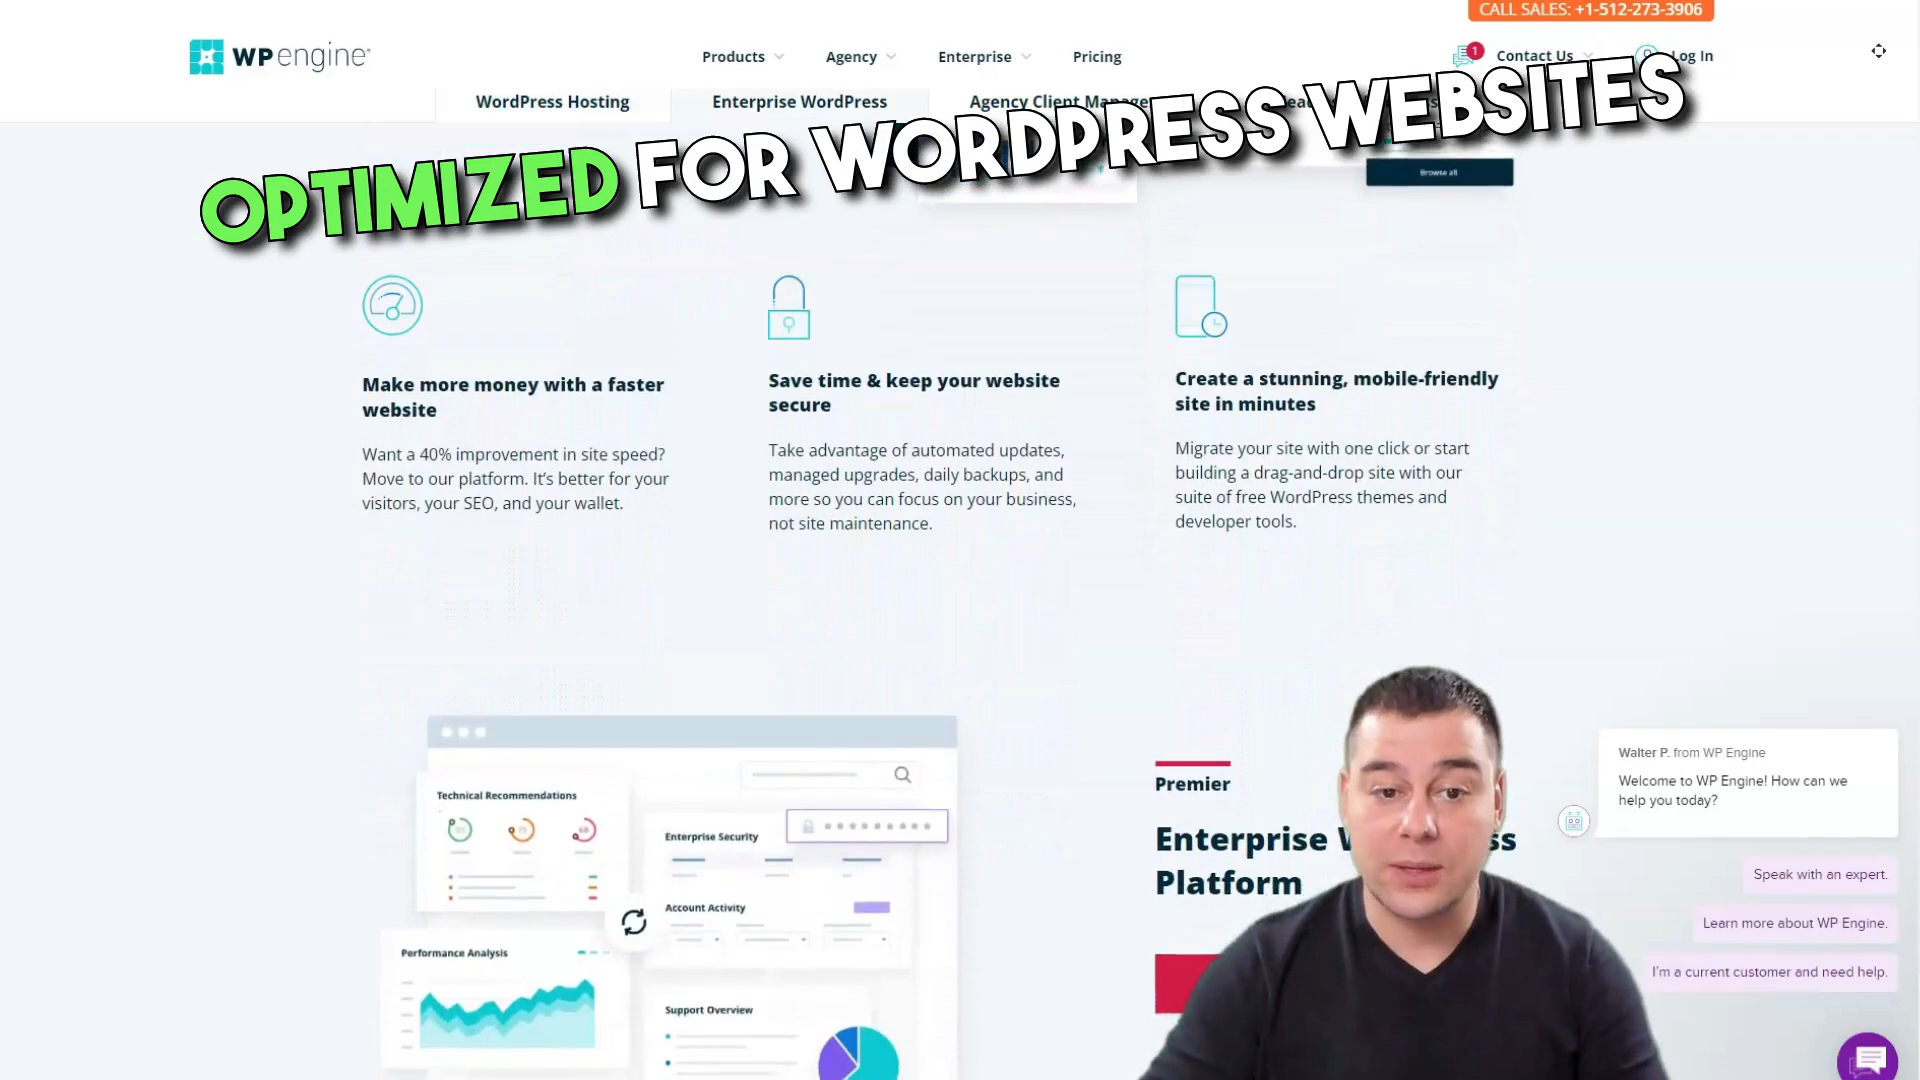 CALL SALES: +1-512-273-3906
WP engine
Products
Agency
Enterprise
Pricing
1
Contact Us
Log In
WordPress Hosting
Enterprise WordPress
Agency Client
OPTIMIZED FOR WORDPRESS WEBSITES
Browse all
Make more money with a faster
website
Want a 40% improvement in site speed?
Move to our platform. It's better for your
visitors, your SEO, and your wallet.
Save time & keep your website
secure
Take advantage of automated updates,
managed upgrades, daily backups, and
more so you can focus on your business,
not site maintenance.
Create a stunning, mobile-friendly
site in minutes
Migrate your site with one click or start
building a drag-and-drop site with our
suite of free WordPress themes and
developer tools.
Technical Recommendations
Enterprise Security
Account Activity
Performance Analysis
Support Overview
Premier
Enterprise
Platform
Walter P. from WP Engine
Welcome to WP Engine! How can we
help you today?
Speak with an expert.
Learn more about WP Engine.
I'm a current customer and need help.